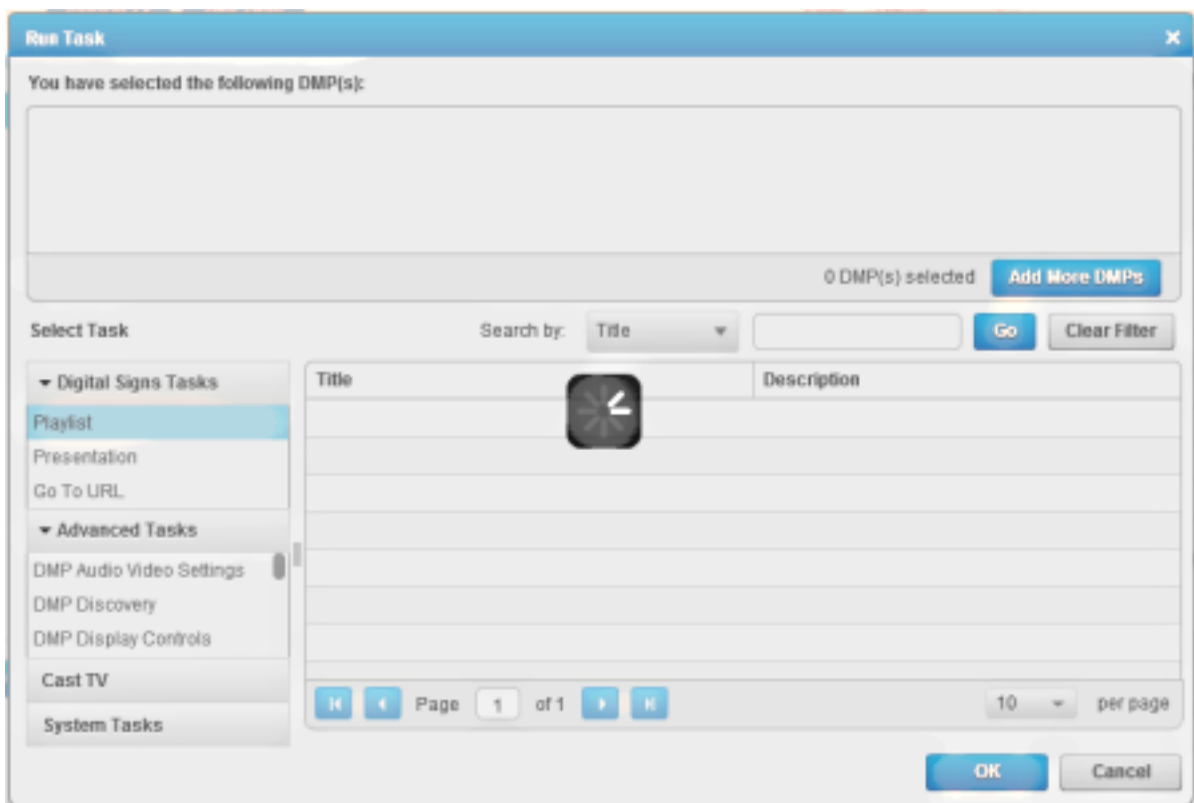 Run Task
You have selected the following DMP(s):
0 DMP(s) selected Add More DMPs
Select Task Search by: Title Go Clear Filter
Digital Signs Tasks
Title Description
Playlist
Presentation
Go To URL
Advanced Tasks
DMP Audio Video Settings
DMP Discovery
DMP Display Controls
Cast TV
Page 1 of 1 10 per page
System Tasks
OK Cancel